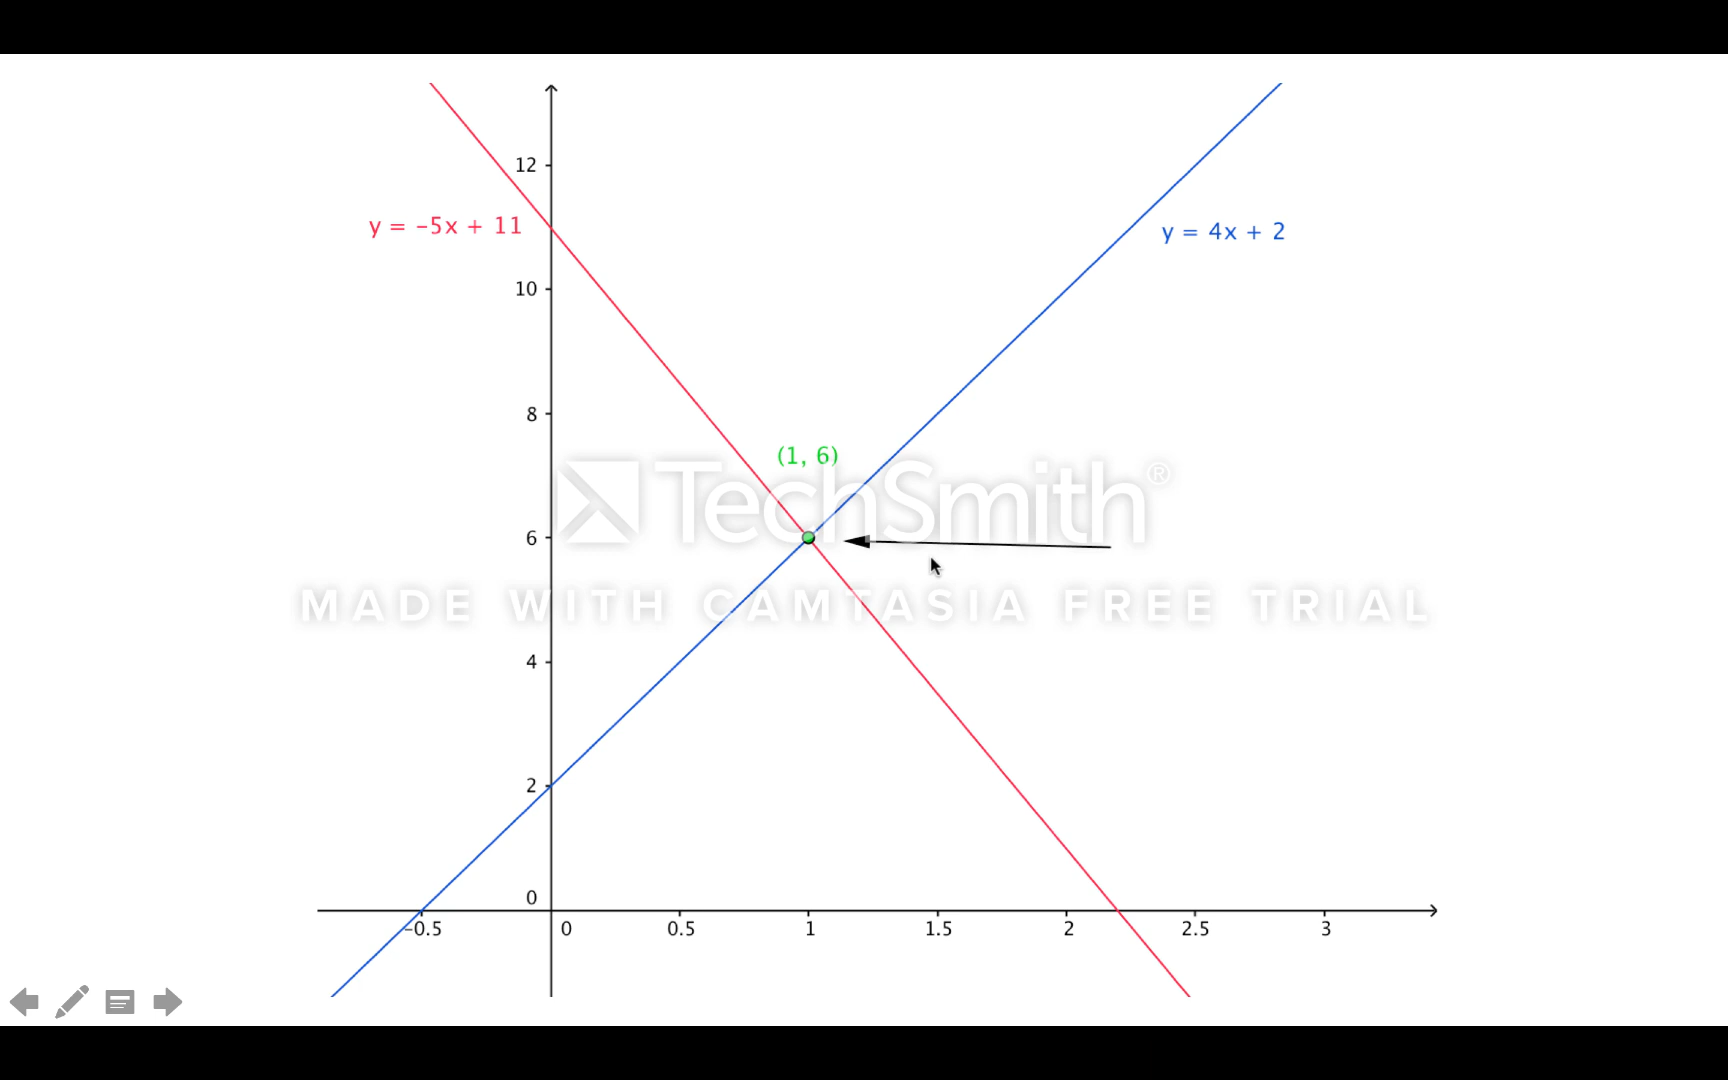 12
y = –5x + 11
y = 4x + 2
10
8
(1, 6)
TechSmith®
6
MADE WITH CAMTASIA FREE TRIAL
4
2
0
–0.5 0 0.5 1 1.5 2 2.5 3